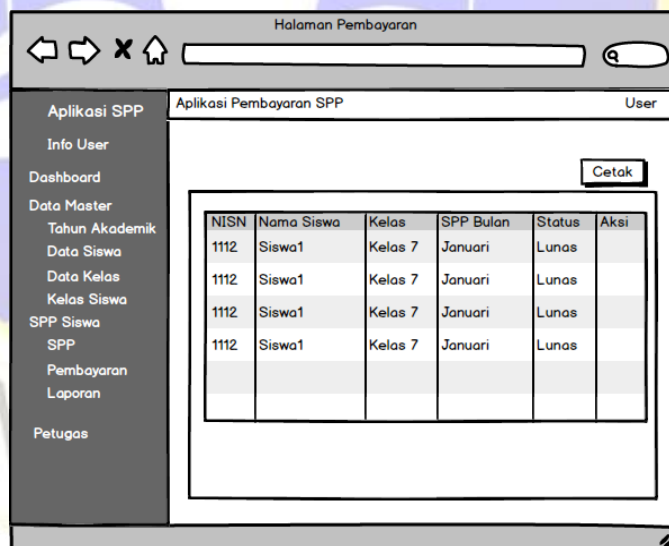 Halaman Pembayaran
Aplikasi SPP
Info User
Dashboard
Data Master
Tahun Akademik
Data Siswa
Data Kelas
Kelas Siswa
SPP Siswa
SPP
Pembayaran
Laporan
Petugas
Aplikasi Pembayaran SPP User
Cetak
NISN Nama Siswa Kelas SPP Bulan Status Aksi
1112 Siswa1 Kelas 7 Januari Lunas
1112 Siswa1 Kelas 7 Januari Lunas
1112 Siswa1 Kelas 7 Januari Lunas
1112 Siswa1 Kelas 7 Januari Lunas